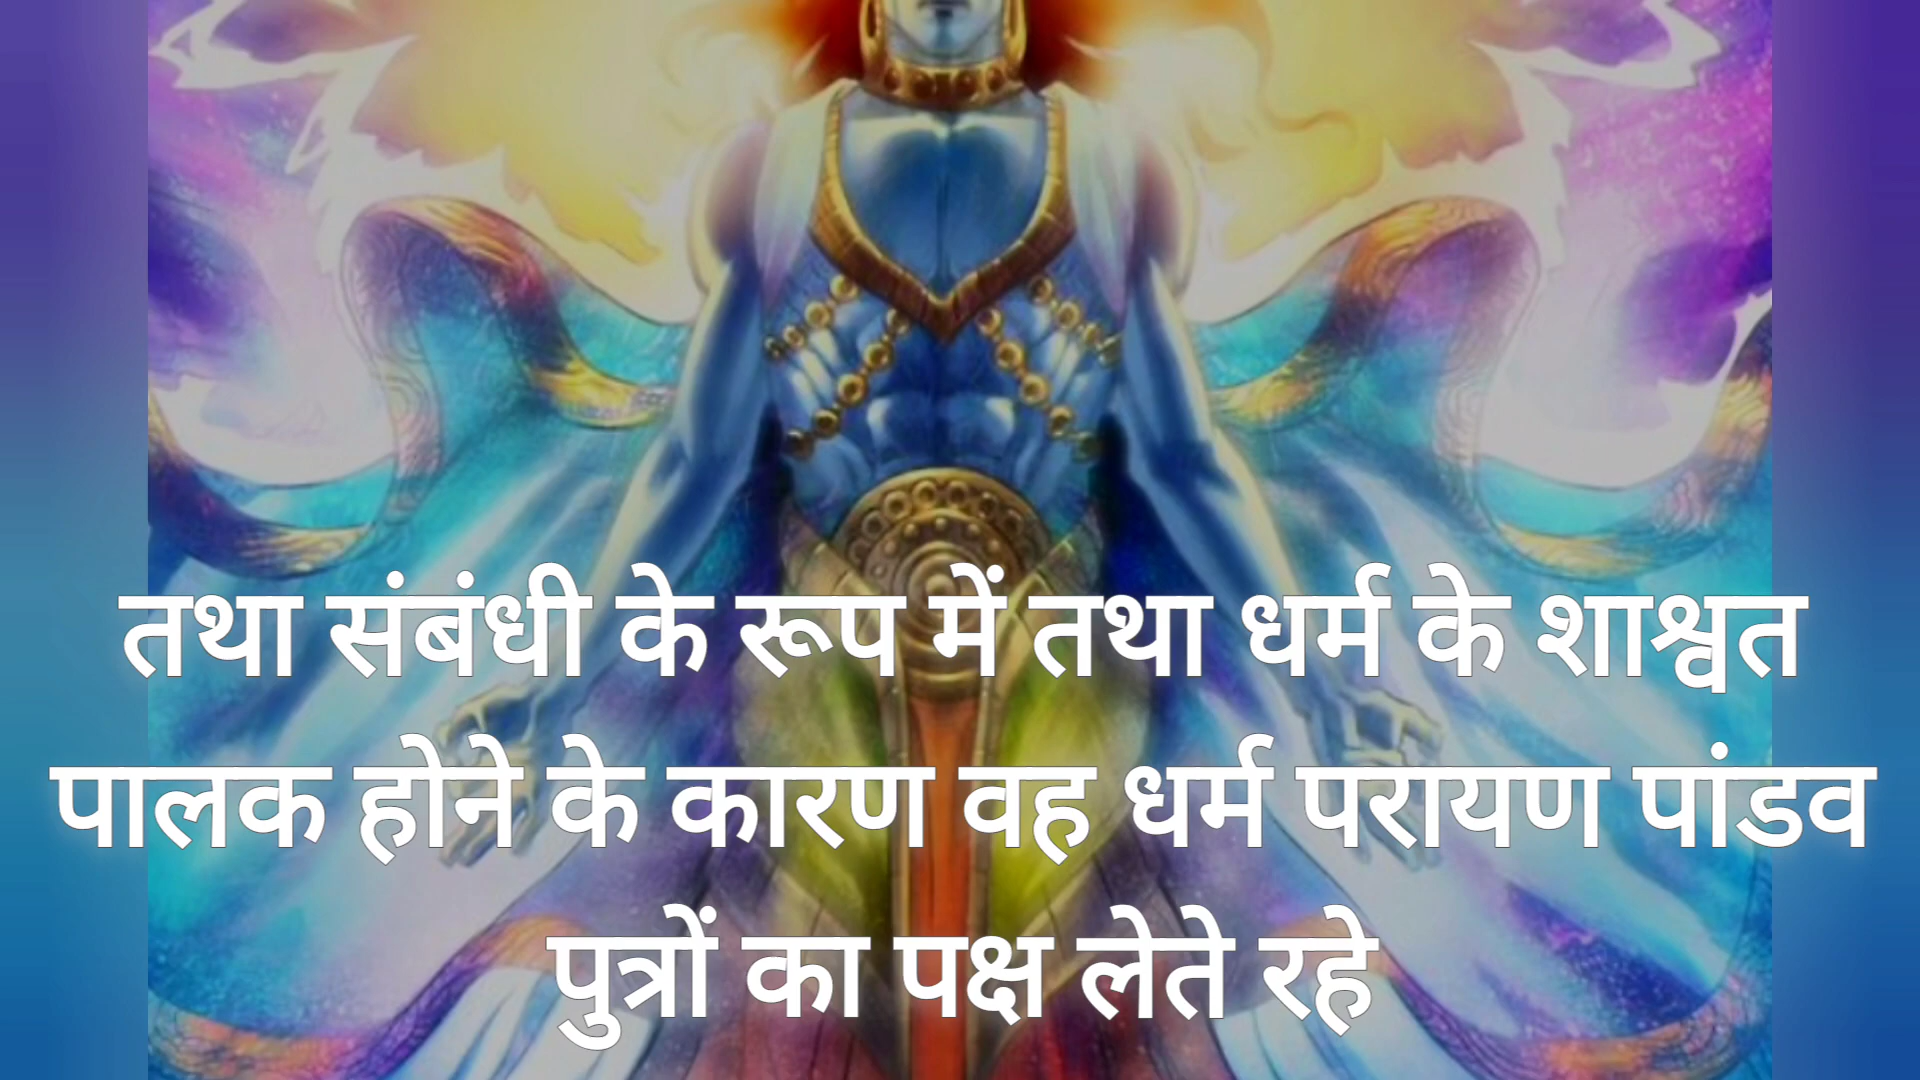 तथा संबंधी के रूप में तथा धर्म के शाश्वत
पालक होने के कारण वह धर्म परायण पांडव
पुत्रों का पक्ष लेते रहे